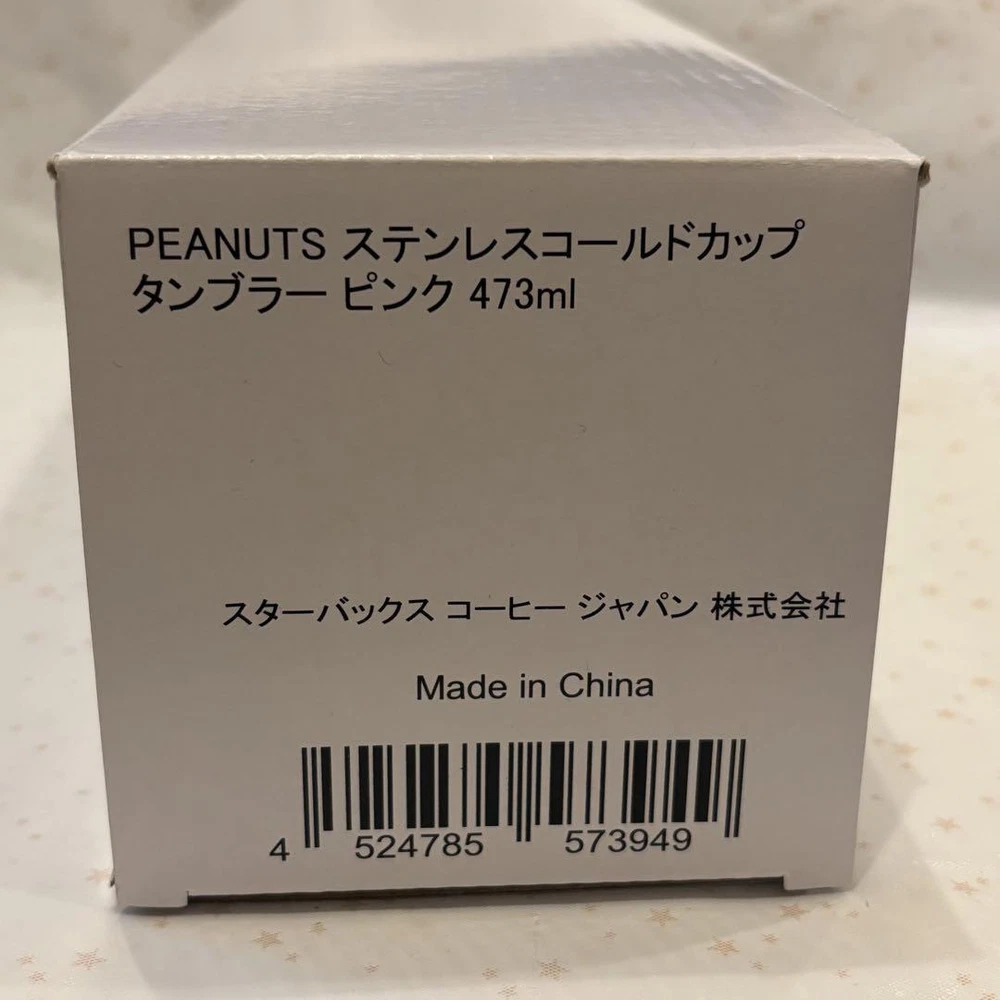 PEANUTS ステンレスコールドカップ
タンブラー ピンク 473ml
スターバックス コーヒー ジャパン 株式会社
Made in China
4 524785 573949